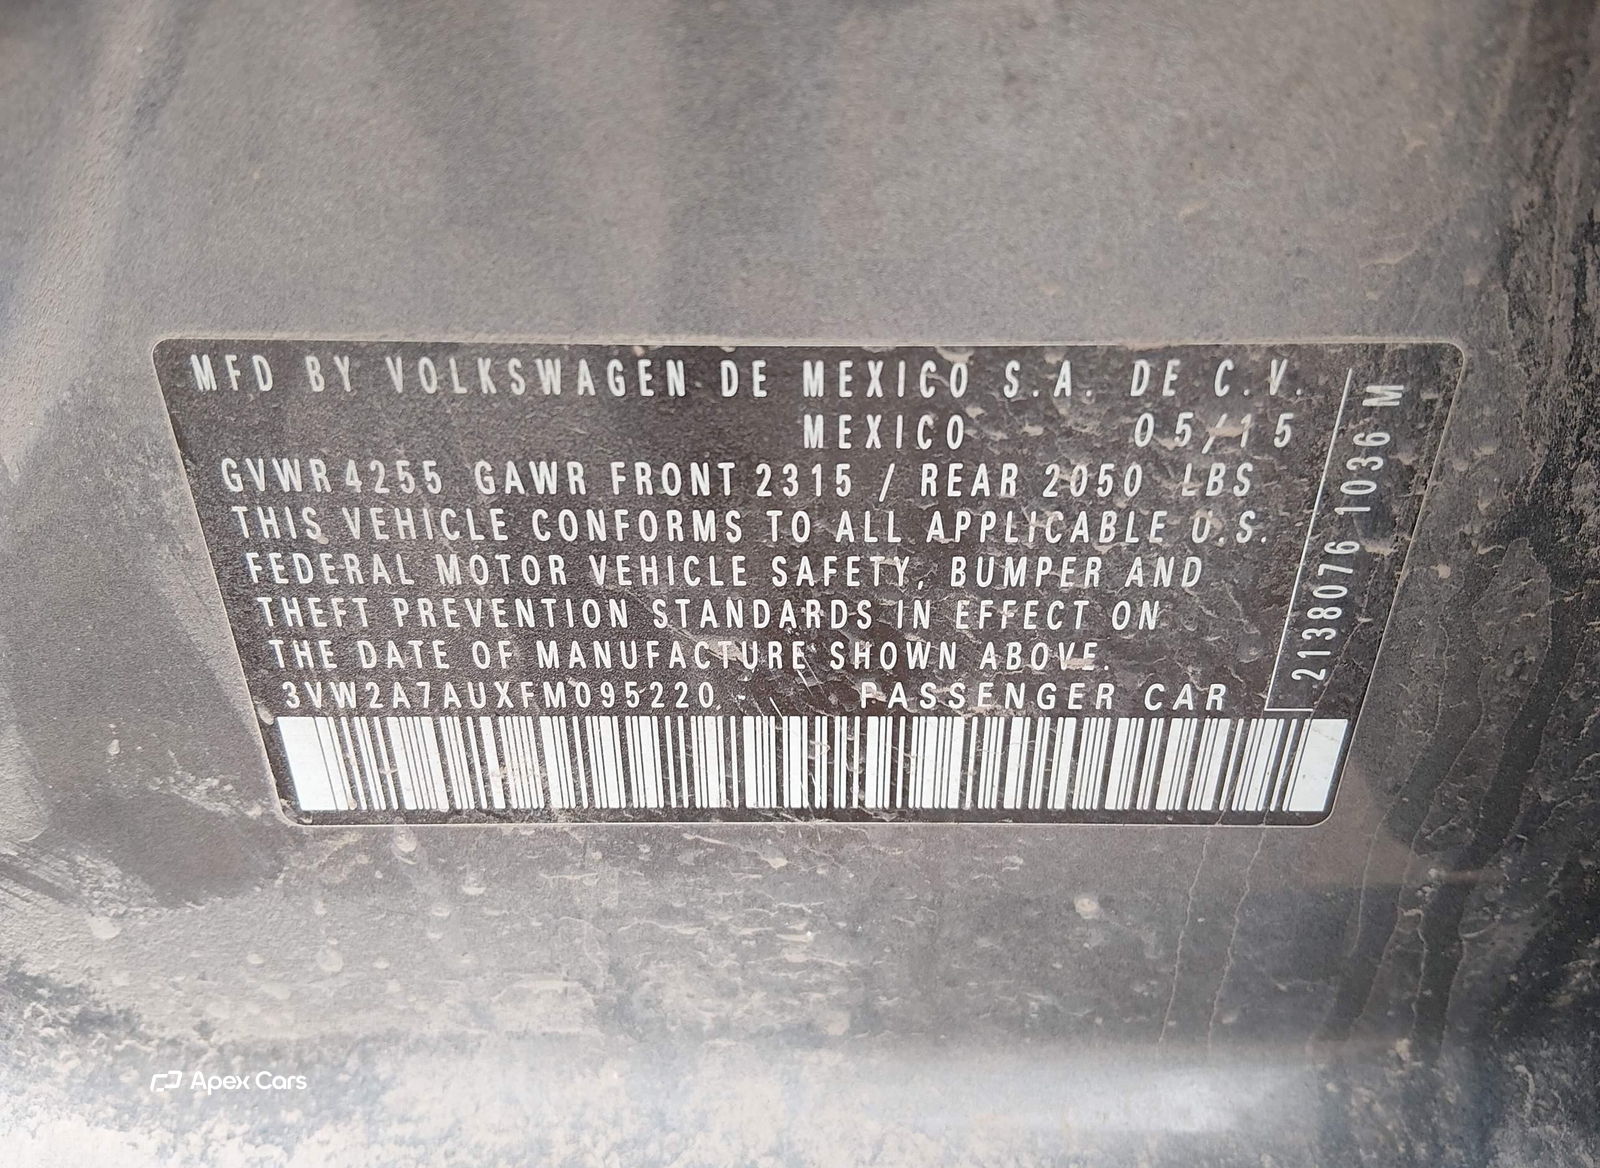 MFD BY VOLKSWAGEN DE MEXICO S.A. DE C.V.
MEXICO 05/15
GVWR 4255 GAWR FRONT 2315 / REAR 2050 LBS
THIS VEHICLE CONFORMS TO ALL APPLICABLE U.S.
FEDERAL MOTOR VEHICLE SAFETY, BUMPER AND
THEFT PREVENTION STANDARDS IN EFFECT ON
THE DATE OF MANUFACTURE SHOWN ABOVE.
3VW2A7AUXFM095220 PASSENGER CAR
2138076 1036 M
Apex Cars